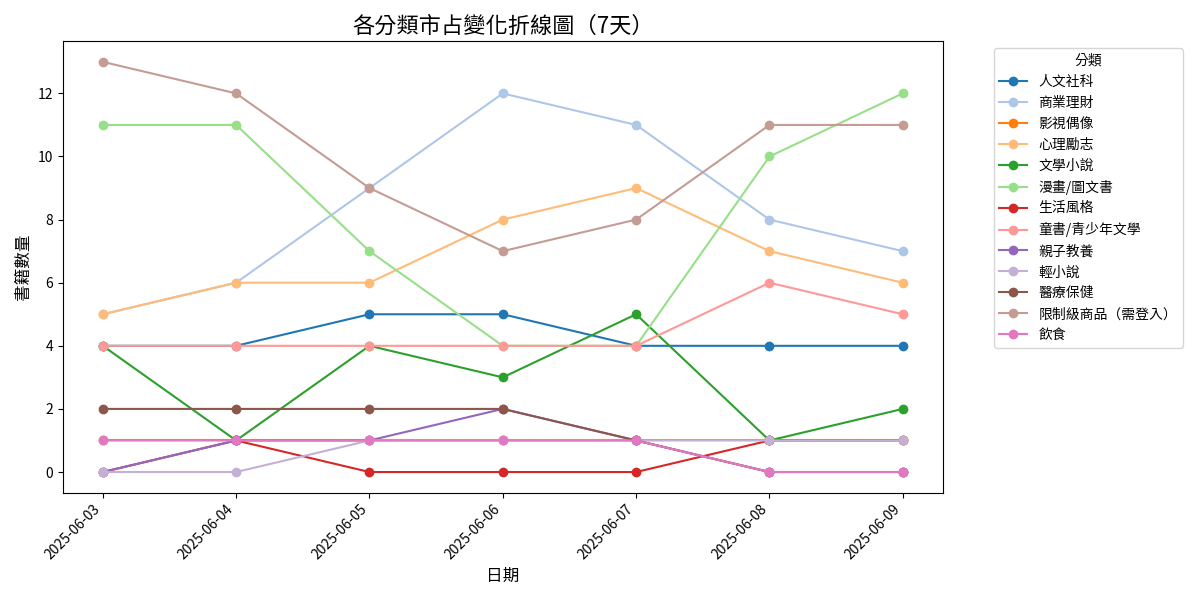 各分類市占變化折線圖（7天）
書籍數量
12
10
8
6
4
2
0
2025-06-03
2025-06-04
2025-06-05
2025-06-06
2025-06-07
2025-06-08
2025-06-09
日期
分類
人文社科
商業理財
影視偶像
心理勵志
文學小說
漫畫/圖文書
生活風格
童書/青少年文學
親子教養
輕小說
醫療保健
限制級商品（需登入）
飲食